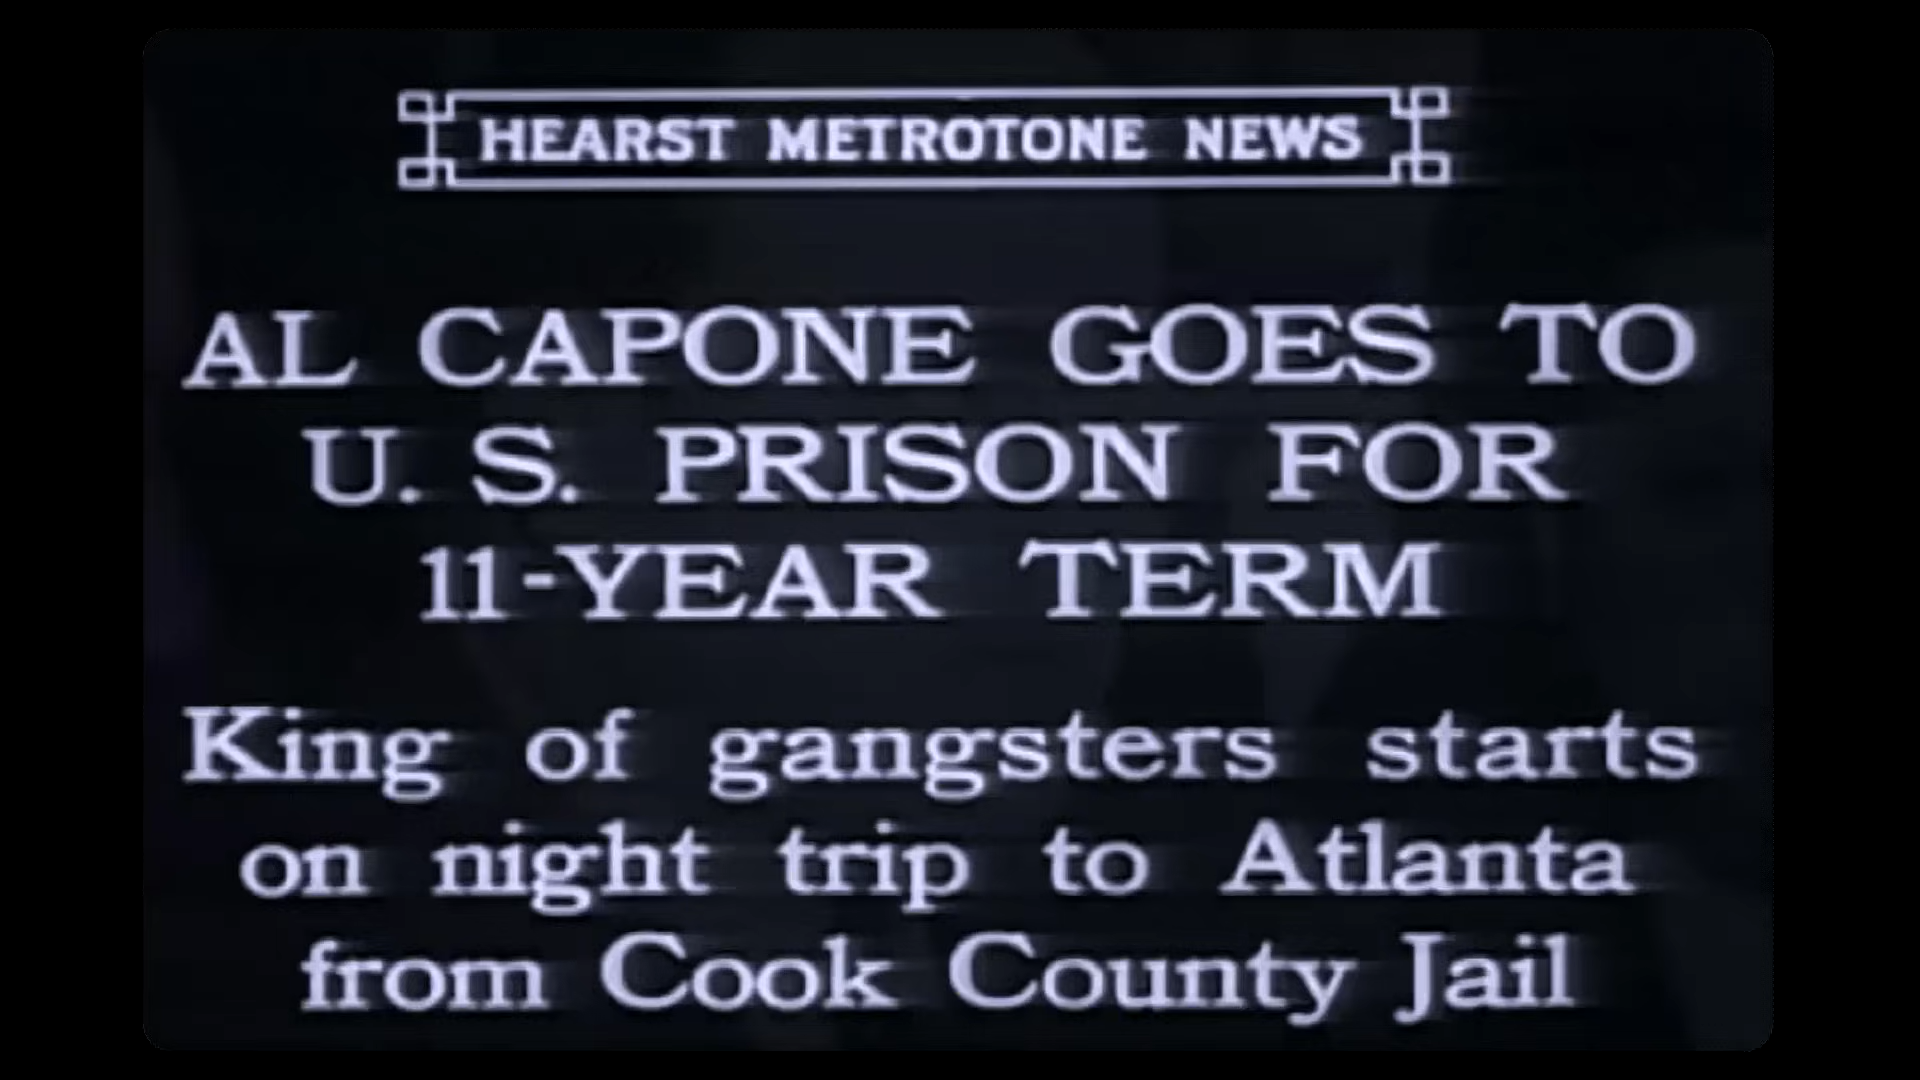 HEARST METROTONE NEWS
AL CAPONE GOES TO
U. S. PRISON FOR
11-YEAR TERM
King of gangsters starts
on night trip to Atlanta
from Cook County Jail